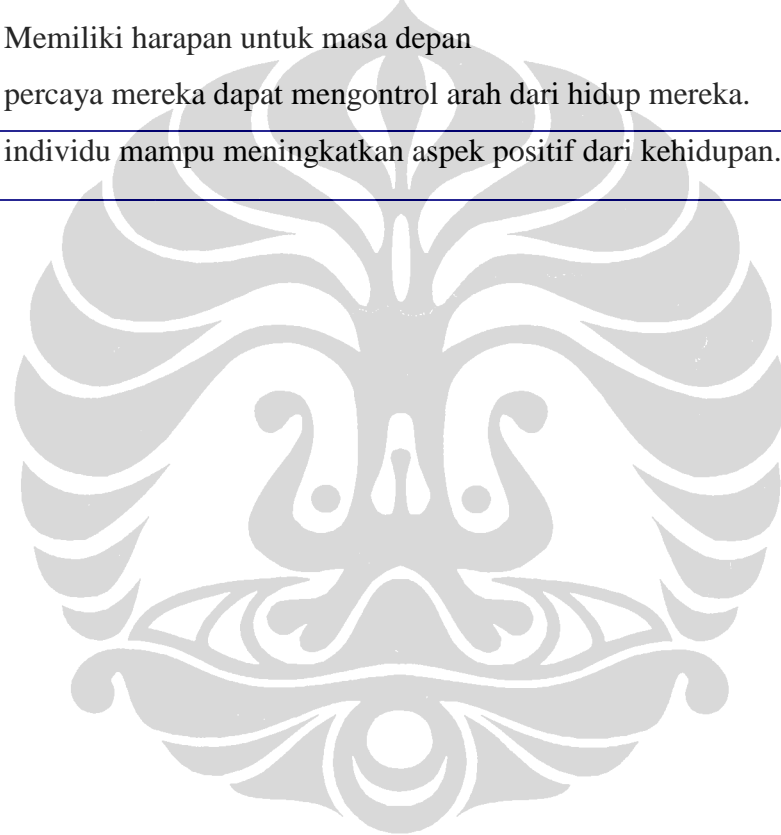 Memiliki harapan untuk masa depan
percaya mereka dapat mengontrol arah dari hidup mereka.
individu mampu meningkatkan aspek positif dari kehidupan.